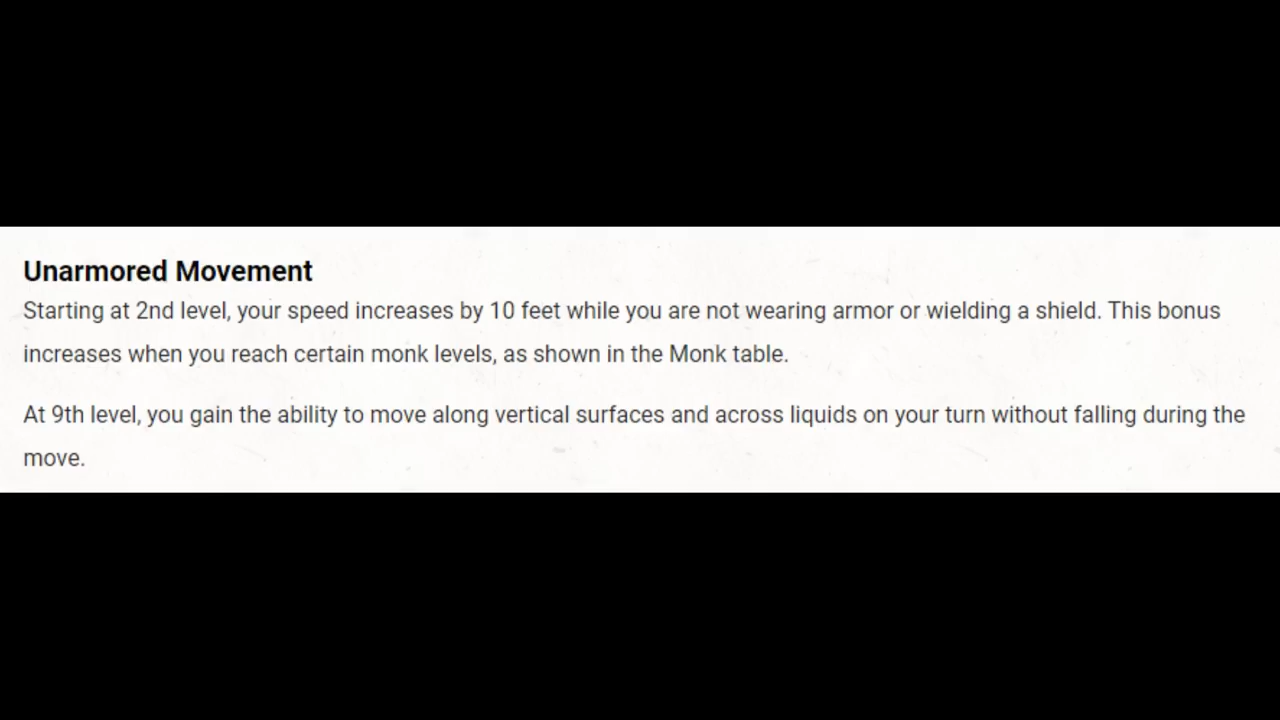 Unarmored Movement
Starting at 2nd level, your speed increases by 10 feet while you are not wearing armor or wielding a shield. This bonus
increases when you reach certain monk levels, as shown in the Monk table.
At 9th level, you gain the ability to move along vertical surfaces and across liquids on your turn without falling during the
move.